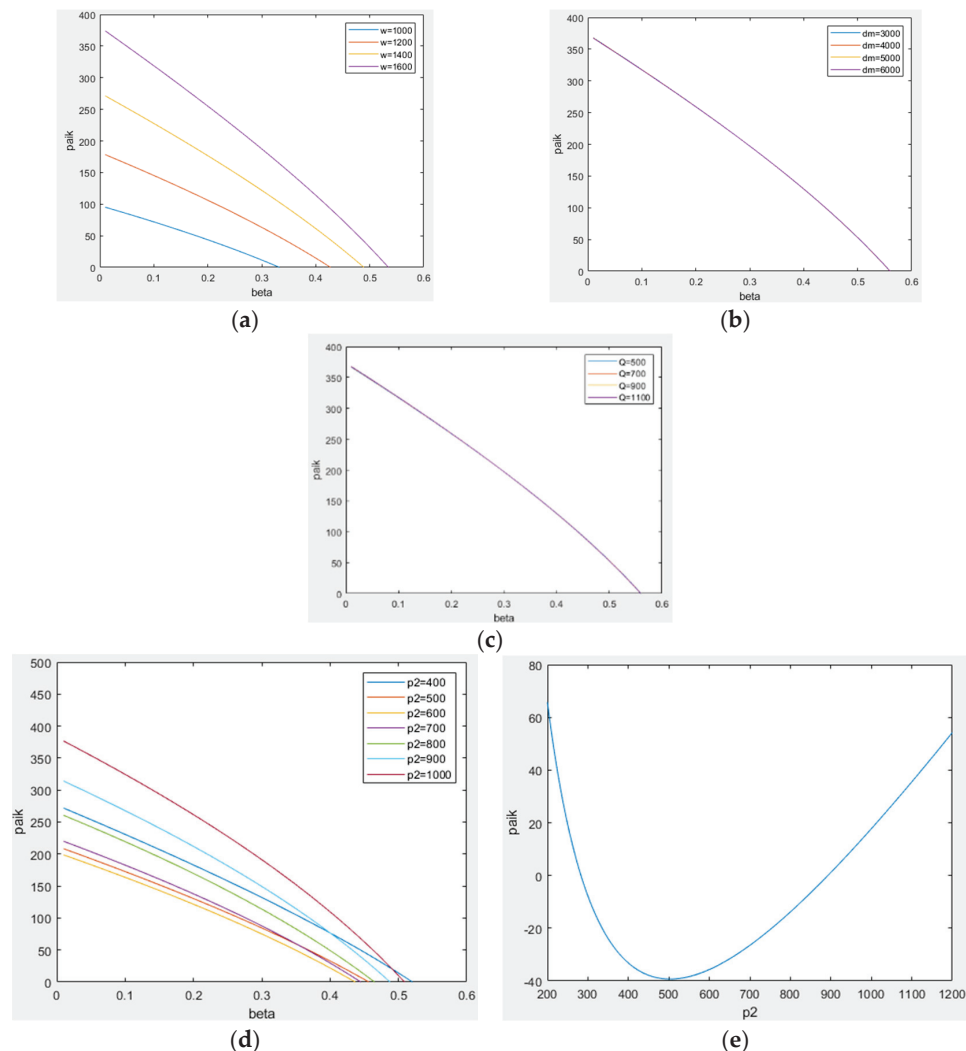 400
350
300
250
200
150
100
50
0
paik
w=1000
w=1200
w=1400
w=1600
0 0.1 0.2 0.3 0.4 0.5 0.6
beta
(a)
400
350
300
250
200
150
100
50
0
paik
dm=3000
dm=4000
dm=5000
dm=6000
0 0.1 0.2 0.3 0.4 0.5 0.6
beta
(b)
400
350
300
250
200
150
100
50
0
paik
Q=500
Q=700
Q=900
Q=1100
0 0.1 0.2 0.3 0.4 0.5 0.6
beta
(c)
500
450
400
350
300
250
200
150
100
50
0
paik
p2=400
p2=500
p2=600
p2=700
p2=800
p2=900
p2=1000
0 0.1 0.2 0.3 0.4 0.5 0.6
beta
(d)
80
60
40
20
0
-20
-40
paik
200 300 400 500 600 700 800 900 1000 1100 1200
p2
(e)